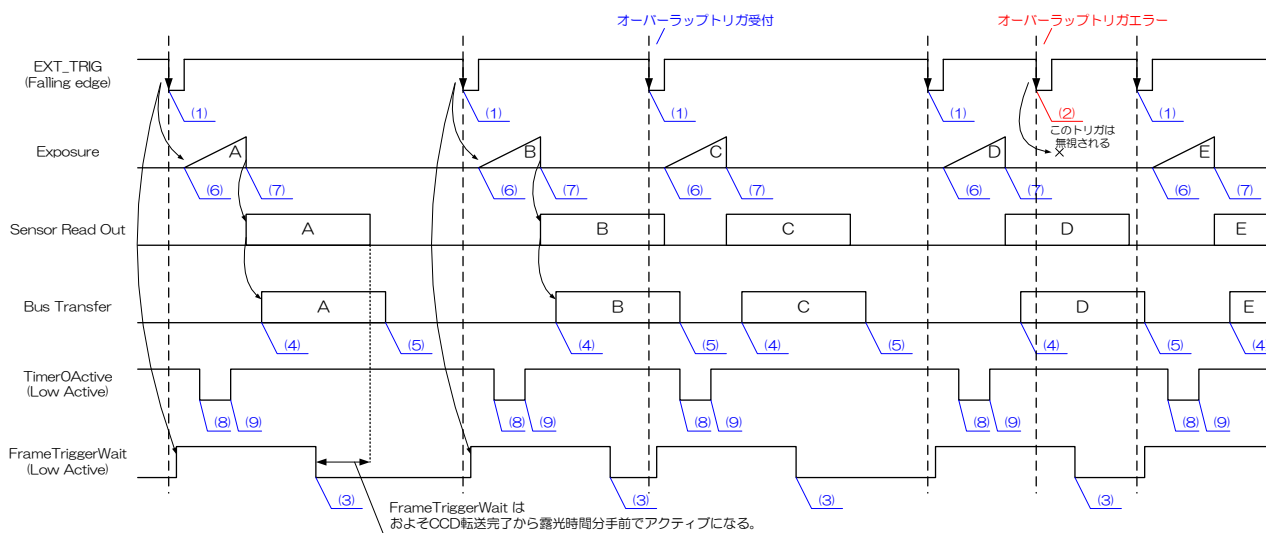 オーバーラップトリガ受付
オーバーラップトリガエラー
EXT_TRIG
(Falling edge)
(1)
(1)
(1)
(1)
(2)
(1)
このトリガは
無視される
Exposure
A
B
C
D
×
E
(6)
(7)
(6)
(7)
(6)
(7)
(6)
(7)
(6)
(7)
Sensor Read Out
A
B
C
D
E
Bus Transfer
A
B
C
D
E
(4)
(5)
(4)
(5)
(4)
(5)
(4)
(5)
(4
Timer0Active
(Low Active)
(8)
(9)
(8)
(9)
(8)
(9)
(8)
(9)
(8)
(9)
FrameTriggerWait
(Low Active)
(3)
(3)
(3)
(3)
FrameTriggerWait は
およそCCD転送完了から露光時間分手前でアクティブになる。